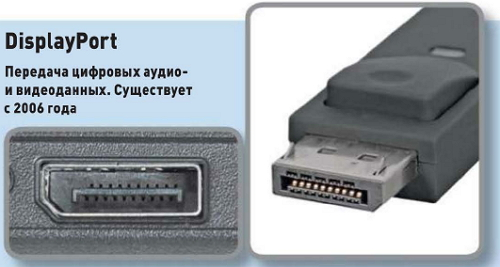 DisplayPort
Передача цифровых аудио-
и видеоданных. Существует
с 2006 года